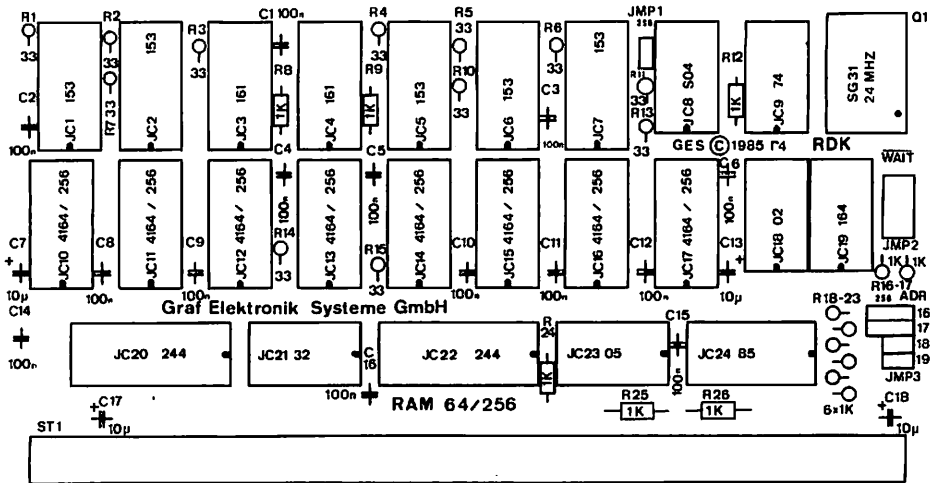 R1 R2 R3 C1 100n R4 R5 R6 JMP1 Q1
33 33 33 33 33 33 256
C2 R7 33 R8 1K R9 1K R10 C3 R11 33 R13 33 R12 1K
JC1 153 JC2 153 JC3 161 JC4 161 JC5 153 JC6 153 JC7 153 JC8 S04 JC9 74 SG31 24 MHZ
100n 100n GES © 1985 r4 RDK
C4 100n C5 100n C6 100n WAIT
JC10 4164 / 256 JC11 4164 / 256 JC12 4164 / 256 JC13 4164 / 256 JC14 4164 / 256 JC15 4164 / 256 JC16 4164 / 256 JC17 4164 / 256 JC18 02 JC19 164
C7 + 10µ C8 100n C9 100n R14 33 R15 33 C10 100n C11 100n C12 100n C13 + 10µ JMP2
1K 1K
R16-17
C14 100n
Graf Elektronik Systeme GmbH
R18-23 256 ADR
JC20 244 JC21 32 C16 100n JC22 244 R24 1K JC23 05 C15 100n JC24 85 16
17
18
19
JMP3
6x1K
RAM 64/256 R25 1K R26 1K
C17 + 10µ C18 + 10µ
ST1